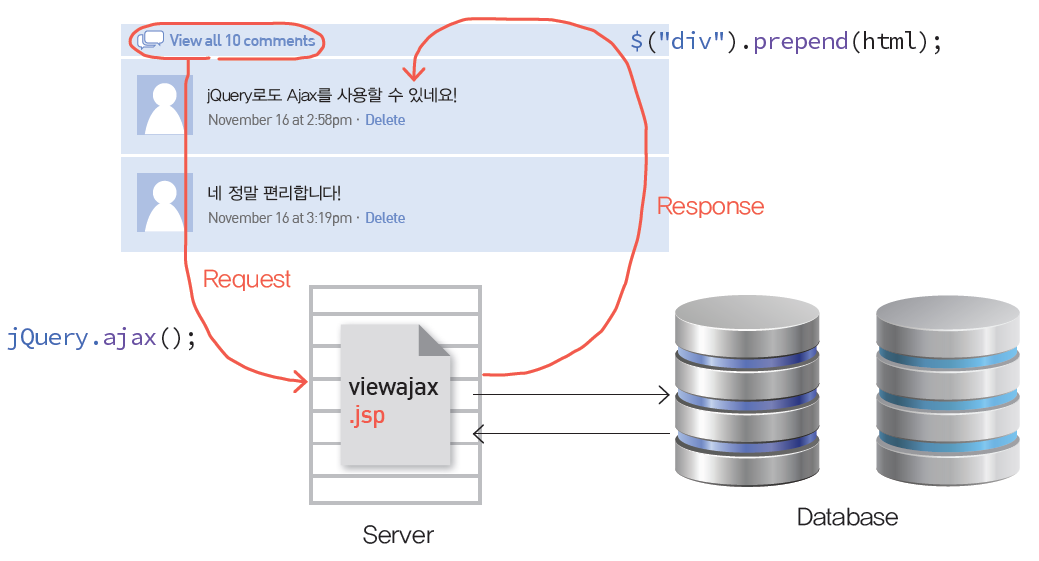 View all 10 comments
$("div").prepend(html);
jQuery로도 Ajax를 사용할 수 있네요!
November 16 at 2:58pm · Delete
네 정말 편리합니다!
November 16 at 3:19pm · Delete
Response
Request
jQuery.ajax();
viewajax
.jsp
Server
Database